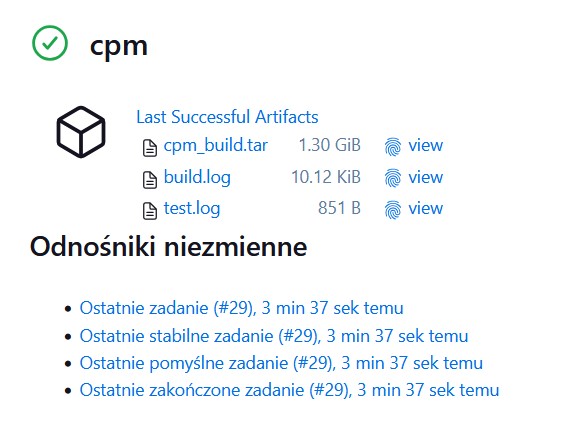 cpm
Last Successful Artifacts
cpm_build.tar 1.30 GiB view
build.log 10.12 KiB view
test.log 851 B view
Odnośniki niezmienne
Ostatnie zadanie (#29), 3 min 37 sek temu
Ostatnie stabilne zadanie (#29), 3 min 37 sek temu
Ostatnie pomyślne zadanie (#29), 3 min 37 sek temu
Ostatnie zakończone zadanie (#29), 3 min 37 sek temu